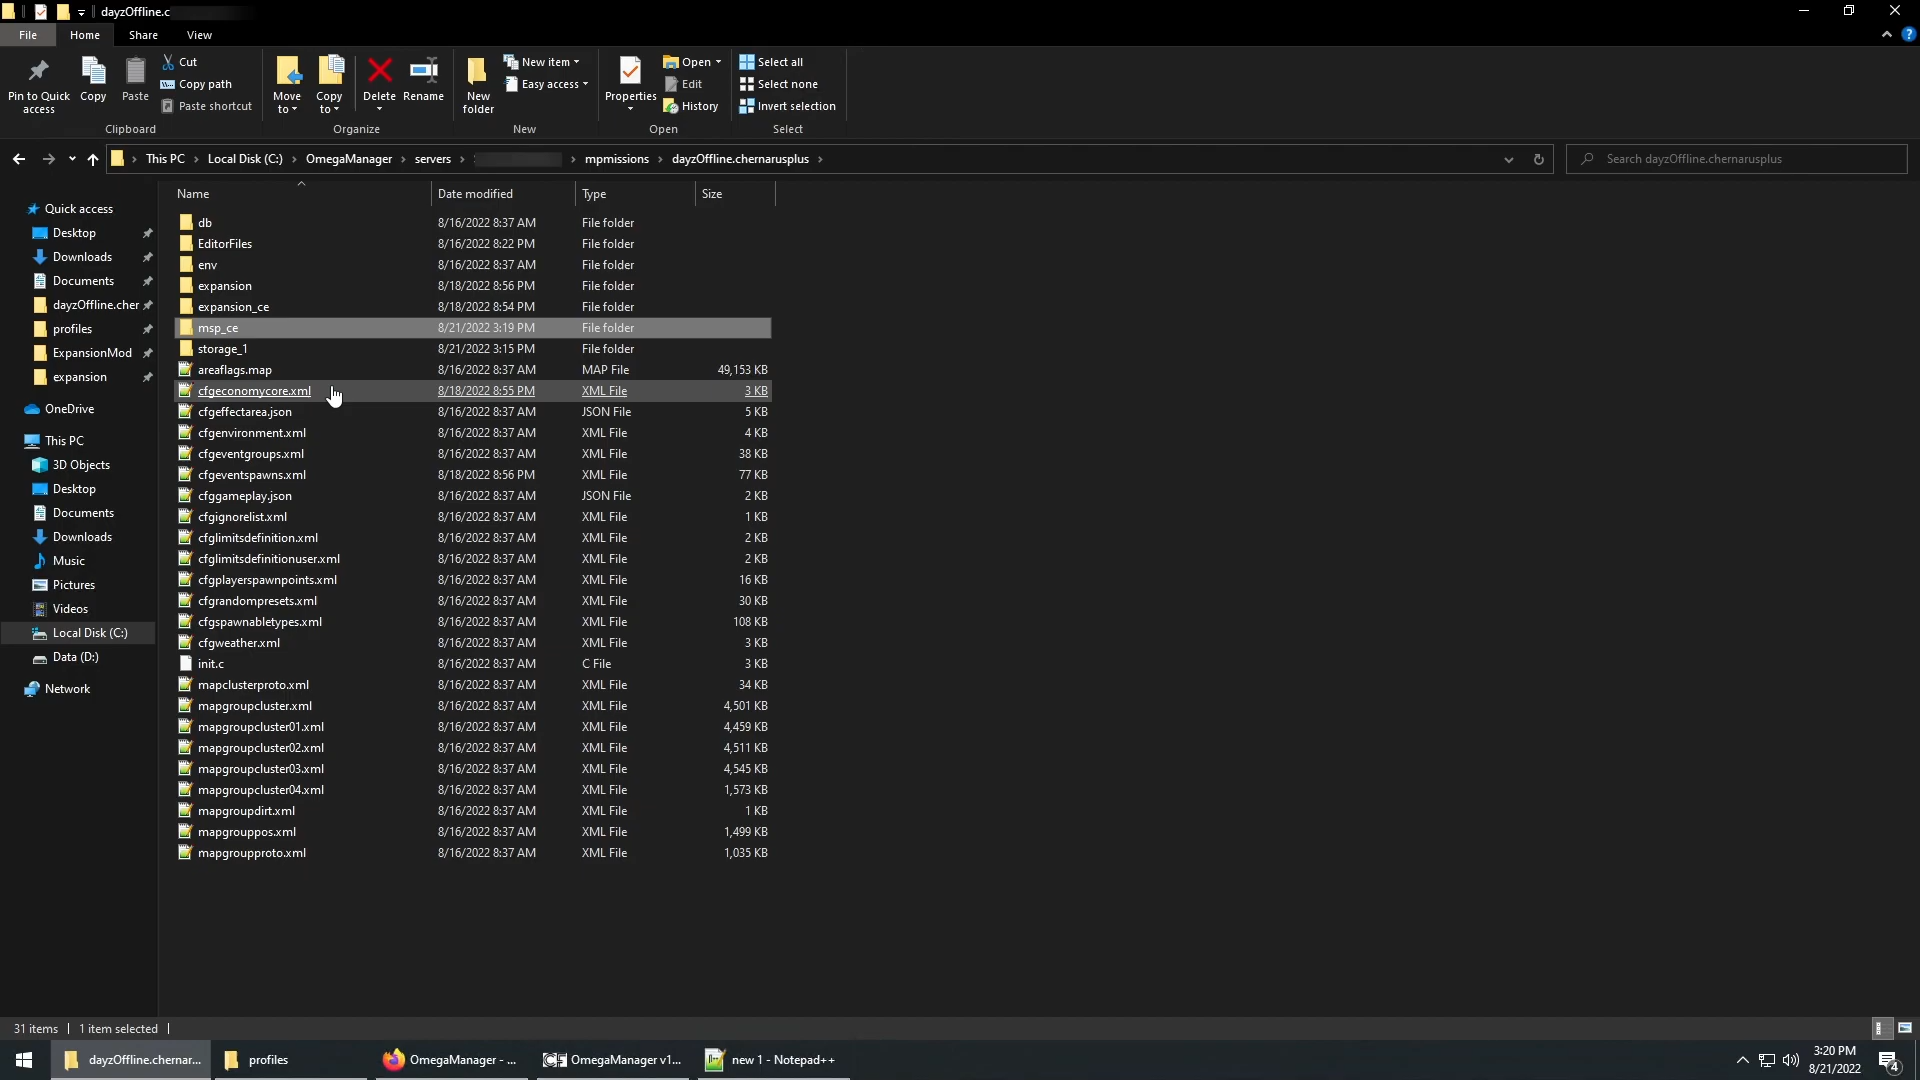 dayzOffline.c
File Home Share View
Pin to Quick access
Copy
Paste
Cut
Copy path
Paste shortcut
Clipboard
Move to
Copy to
Delete
Rename
Organize
New folder
New item
Easy access
New
Properties
Open
Edit
History
Open
Select all
Select none
Invert selection
Select
This PC > Local Disk (C:) > OmegaManager > servers > > mpmissions > dayzOffline.chernarusplus >
Search dayzOffline.chernarusplus
Quick access
Desktop
Downloads
Documents
dayzOffline.cher
profiles
ExpansionMod
expansion
OneDrive
This PC
3D Objects
Desktop
Documents
Downloads
Music
Pictures
Videos
Local Disk (C:)
Data (D:)
Network
Name Date modified Type Size
db 8/16/2022 8:37 AM File folder
EditorFiles 8/16/2022 8:22 PM File folder
env 8/16/2022 8:37 AM File folder
expansion 8/18/2022 8:56 PM File folder
expansion_ce 8/18/2022 8:54 PM File folder
msp_ce 8/21/2022 3:19 PM File folder
storage_1 8/21/2022 3:15 PM File folder
areaflags.map 8/16/2022 8:37 AM MAP File 49,153 KB
cfgeconomycore.xml 8/18/2022 8:55 PM XML File 3 KB
cfgeffectarea.json 8/16/2022 8:37 AM JSON File 5 KB
cfgenvironment.xml 8/16/2022 8:37 AM XML File 4 KB
cfgeventgroups.xml 8/16/2022 8:37 AM XML File 38 KB
cfgeventspawns.xml 8/18/2022 8:56 PM XML File 77 KB
cfggameplay.json 8/16/2022 8:37 AM JSON File 2 KB
cfgignorelist.xml 8/16/2022 8:37 AM XML File 1 KB
cfglimitsdefinition.xml 8/16/2022 8:37 AM XML File 2 KB
cfglimitsdefinitionuser.xml 8/16/2022 8:37 AM XML File 2 KB
cfgplayerspawnpoints.xml 8/16/2022 8:37 AM XML File 16 KB
cfgrandompresets.xml 8/16/2022 8:37 AM XML File 30 KB
cfgspawnabletypes.xml 8/16/2022 8:37 AM XML File 108 KB
cfgweather.xml 8/16/2022 8:37 AM XML File 3 KB
init.c 8/16/2022 8:37 AM C File 3 KB
mapclusterproto.xml 8/16/2022 8:37 AM XML File 34 KB
mapgroupcluster.xml 8/16/2022 8:37 AM XML File 4,501 KB
mapgroupcluster01.xml 8/16/2022 8:37 AM XML File 4,459 KB
mapgroupcluster02.xml 8/16/2022 8:37 AM XML File 4,511 KB
mapgroupcluster03.xml 8/16/2022 8:37 AM XML File 4,545 KB
mapgroupcluster04.xml 8/16/2022 8:37 AM XML File 1,573 KB
mapgroupdirt.xml 8/16/2022 8:37 AM XML File 1 KB
mapgrouppos.xml 8/16/2022 8:37 AM XML File 1,499 KB
mapgroupproto.xml 8/16/2022 8:37 AM XML File 1,035 KB
31 items 1 item selected
dayzOffline.chernar...
profiles
OmegaManager - ...
OmegaManager v1...
new 1 - Notepad++
3:20 PM
8/21/2022
4